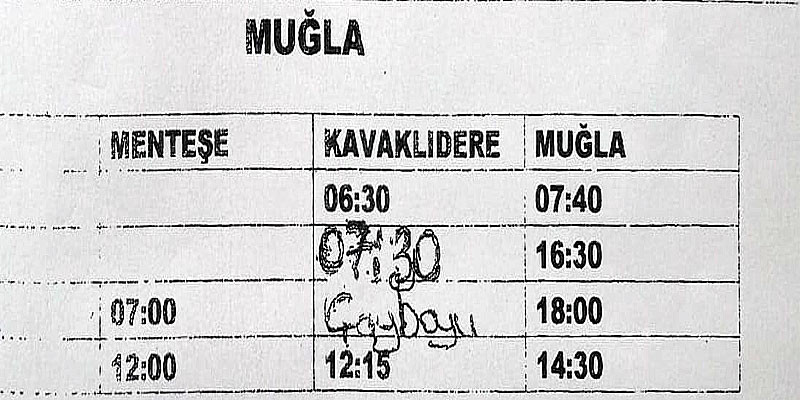 MUĞLA
MENTEŞE KAVAKLIDERE MUĞLA
06:30 07:40
07:30 16:30
07:00 Çayboyu 18:00
12:00 12:15 14:30